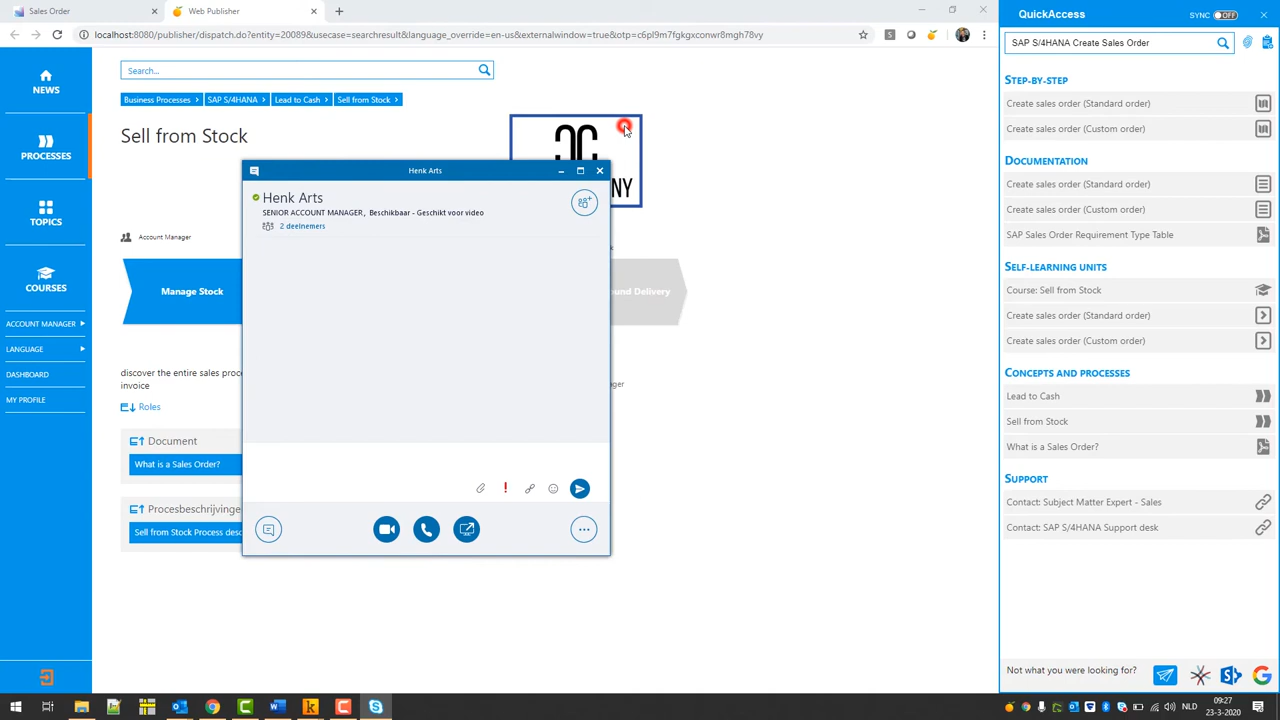 Sales Order
Web Publisher
localhost:8080/publisher/dispatch.do?entity=20089&usecase=searchresult&language_override=en-us&externalwindow=true&otp=c6pl9m7fgkgxconwr8mgh78vy
QuickAccess
SYNC OFF
SAP S/4HANA Create Sales Order
NEWS
PROCESSES
TOPICS
COURSES
ACCOUNT MANAGER
LANGUAGE
DASHBOARD
MY PROFILE
Search...
Business Processes
SAP S/4HANA
Lead to Cash
Sell from Stock
Sell from Stock
NY
Account Manager
Manage Stock
und Delivery
discover the entire sales proc
invoice
ager
Roles
Document
What is a Sales Order?
Procesbeschrijvinge
Sell from Stock Process desc
Henk Arts
Henk Arts
SENIOR ACCOUNT MANAGER, Beschikbaar - Geschikt voor video
2 deelnemers
STEP-BY-STEP
Create sales order (Standard order)
Create sales order (Custom order)
DOCUMENTATION
Create sales order (Standard order)
Create sales order (Custom order)
SAP Sales Order Requirement Type Table
SELF-LEARNING UNITS
Course: Sell from Stock
Create sales order (Standard order)
Create sales order (Custom order)
CONCEPTS AND PROCESSES
Lead to Cash
Sell from Stock
What is a Sales Order?
SUPPORT
Contact: Subject Matter Expert - Sales
Contact: SAP S/4HANA Support desk
Not what you were looking for?
NLD
09:27
23-3-2020